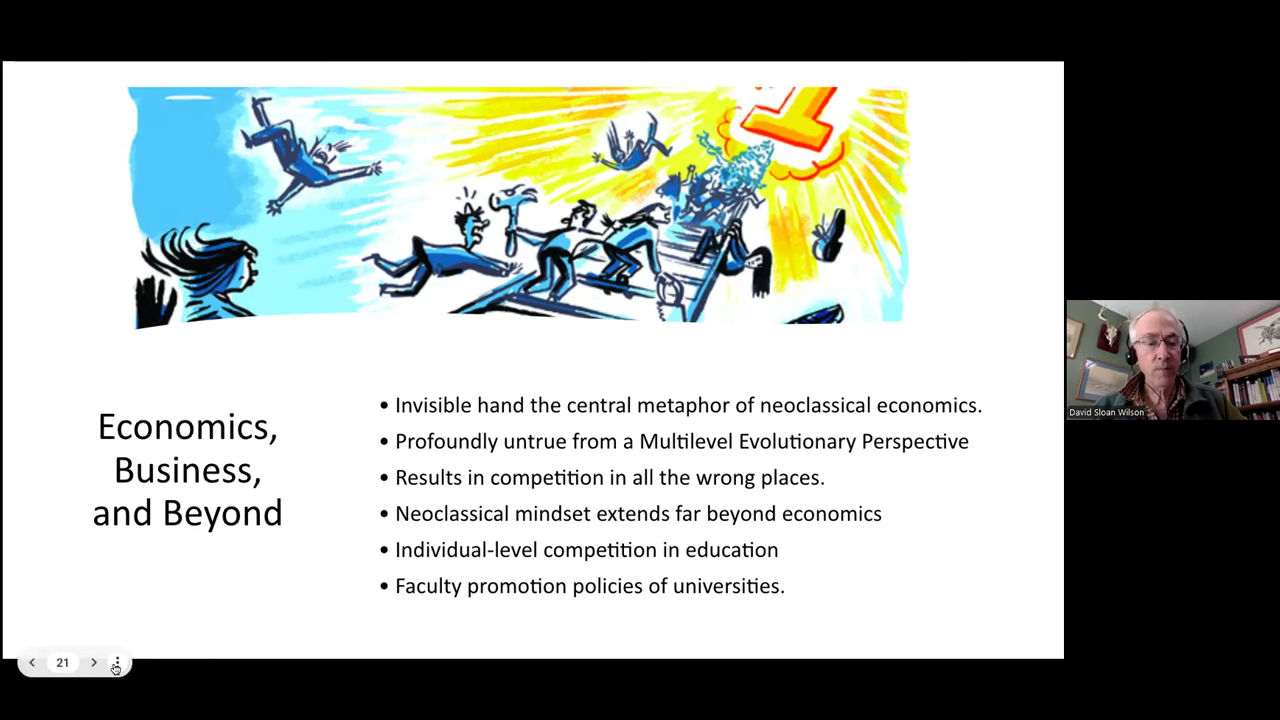 1
Economics,
Business,
and Beyond
• Invisible hand the central metaphor of neoclassical economics.
• Profoundly untrue from a Multilevel Evolutionary Perspective
• Results in competition in all the wrong places.
• Neoclassical mindset extends far beyond economics
• Individual-level competition in education
• Faculty promotion policies of universities.
David Sloan Wilson
21